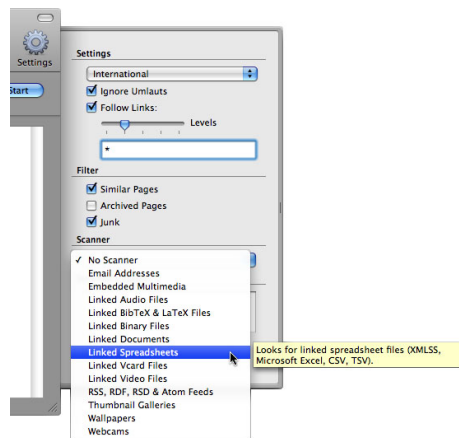 Settings
Start
Settings
International
Ignore Umlauts
Follow Links:
Levels
*
Filter
Similar Pages
Archived Pages
Junk
Scanner
✓ No Scanner
Email Addresses
Embedded Multimedia
Linked Audio Files
Linked BibTeX & LaTeX Files
Linked Binary Files
Linked Documents
Linked Spreadsheets
Looks for linked spreadsheet files (XMLSS,
Microsoft Excel, CSV, TSV).
Linked Vcard Files
Linked Video Files
RSS, RDF, RSD & Atom Feeds
Thumbnail Galleries
Wallpapers
Webcams